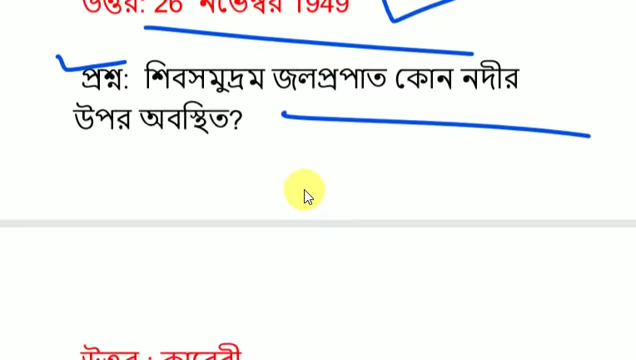 উত্তর: 26 নভেম্বর 1949
প্রশ্ন: শিবসমুদ্রম জলপ্রপাত কোন নদীর
উপর অবস্থিত?
উত্তর : কাবেরী